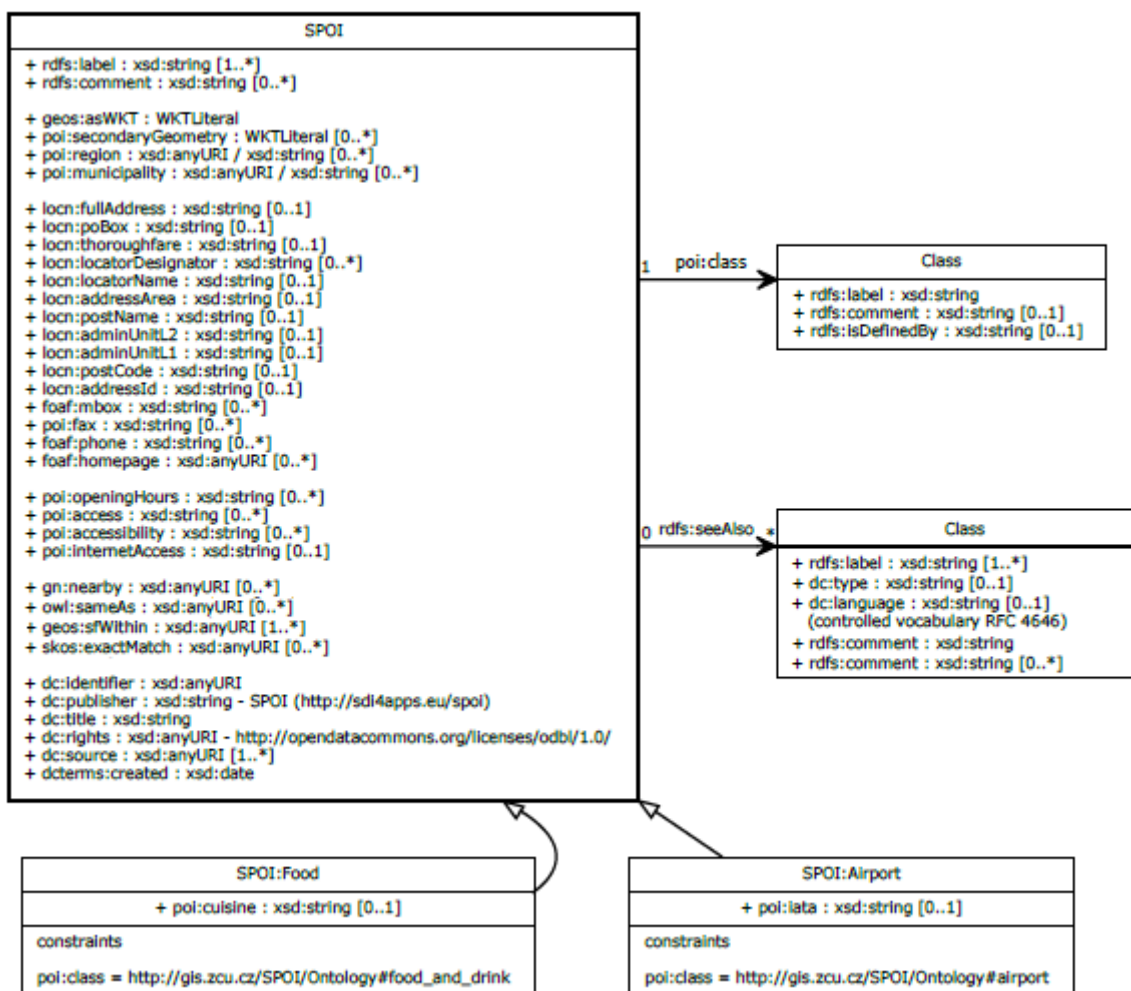 SPOI
+ rdfs:label : xsd:string [1..*]
+ rdfs:comment : xsd:string [0..*]
+ geos:asWKT : WKTLiteral
+ poi:secondaryGeometry : WKTLiteral [0..*]
+ poi:region : xsd:anyURI / xsd:string [0..*]
+ poi:municipality : xsd:anyURI / xsd:string [0..*]
+ locn:fullAddress : xsd:string [0..1]
+ locn:poBox : xsd:string [0..1]
+ locn:thoroughfare : xsd:string [0..1]
+ locn:locatorDesignator : xsd:string [0..*]
+ locn:locatorName : xsd:string [0..1]
+ locn:addressArea : xsd:string [0..1]
+ locn:postName : xsd:string [0..1]
+ locn:adminUnitL2 : xsd:string [0..1]
+ locn:adminUnitL1 : xsd:string [0..1]
+ locn:postCode : xsd:string [0..1]
+ locn:addressId : xsd:string [0..1]
+ foaf:mbox : xsd:string [0..*]
+ poi:fax : xsd:string [0..*]
+ foaf:phone : xsd:string [0..*]
+ foaf:homepage : xsd:anyURI [0..*]
+ poi:openingHours : xsd:string [0..*]
+ poi:access : xsd:string [0..*]
+ poi:accessibility : xsd:string [0..*]
+ poi:internetAccess : xsd:string [0..1]
+ gn:nearby : xsd:anyURI [0..*]
+ owl:sameAs : xsd:anyURI [0..*]
+ geos:sfWithin : xsd:anyURI [1..*]
+ skos:exactMatch : xsd:anyURI [0..*]
+ dc:identifier : xsd:anyURI
+ dc:publisher : xsd:string - SPOI (http://sdi4apps.eu/spoi)
+ dc:title : xsd:string
+ dc:rights : xsd:anyURI - http://opendatacommons.org/licenses/odbl/1.0/
+ dc:source : xsd:anyURI [1..*]
+ dcterms:created : xsd:date
1 poi:class
Class
+ rdfs:label : xsd:string
+ rdfs:comment : xsd:string [0..1]
+ rdfs:isDefinedBy : xsd:string [0..1]
0 rdfs:seeAlso *
Class
+ rdfs:label : xsd:string [1..*]
+ dc:type : xsd:string [0..1]
+ dc:language : xsd:string [0..1]
(controlled vocabulary RFC 4646)
+ rdfs:comment : xsd:string
+ rdfs:comment : xsd:string [0..*]
SPOI:Food
+ poi:cuisine : xsd:string [0..1]
constraints
poi:class = http://gis.zcu.cz/SPOI/Ontology#food_and_drink
SPOI:Airport
+ poi:iata : xsd:string [0..1]
constraints
poi:class = http://gis.zcu.cz/SPOI/Ontology#airport